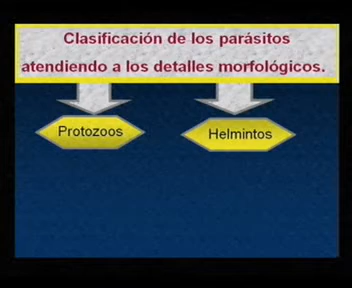 Clasificación de los parásitos
atendiendo a los detalles morfológicos.
Protozoos
Helmintos